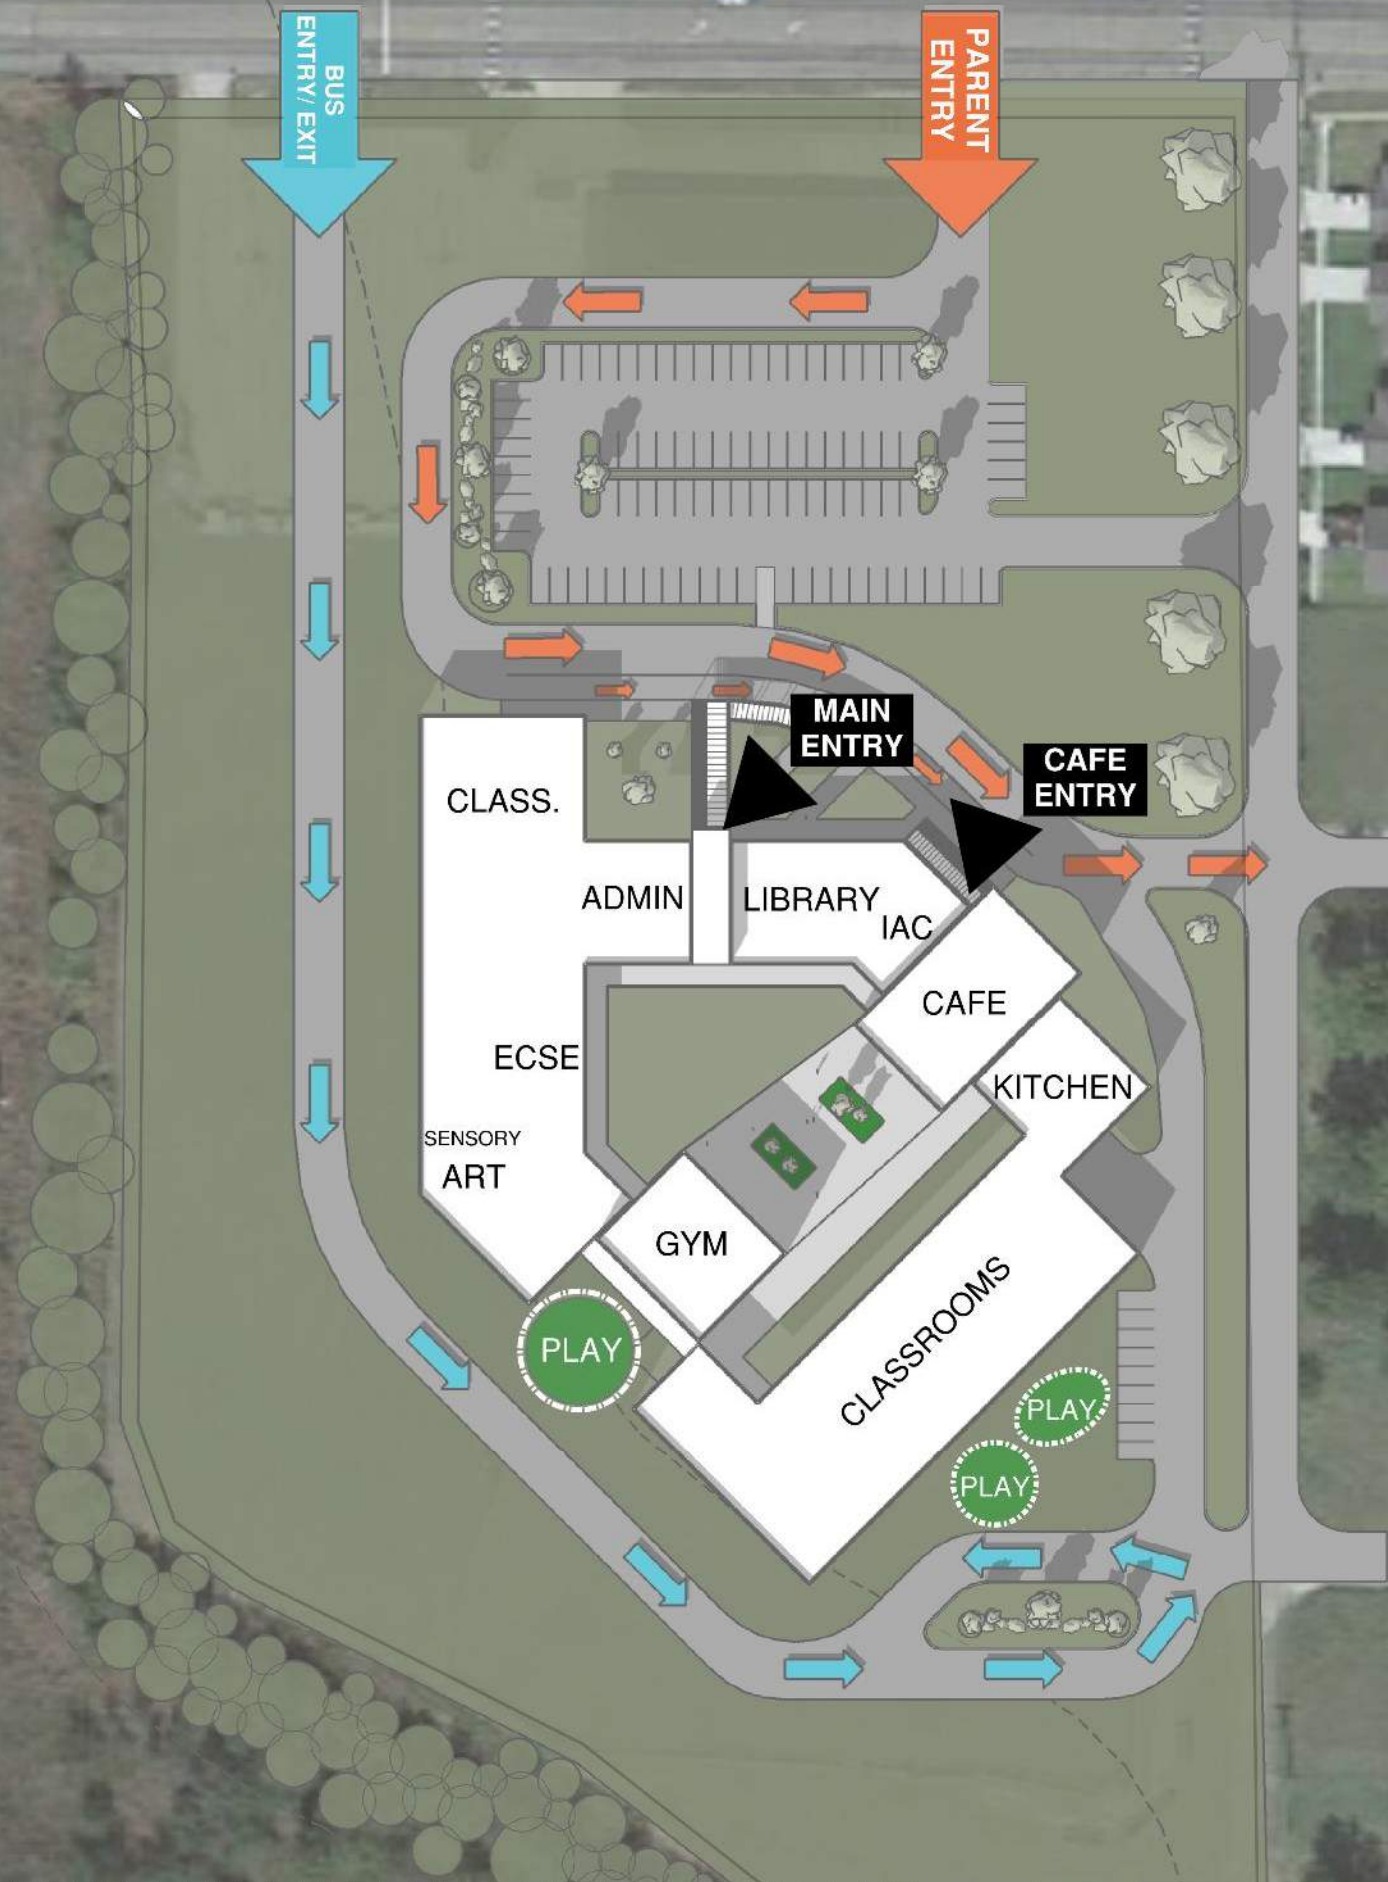 BUS
ENTRY/ EXIT
PARENT
ENTRY
MAIN
ENTRY
CAFE
ENTRY
CLASS.
ADMIN
LIBRARY
IAC
CAFE
ECSE
KITCHEN
SENSORY
ART
GYM
CLASSROOMS
PLAY
PLAY
PLAY